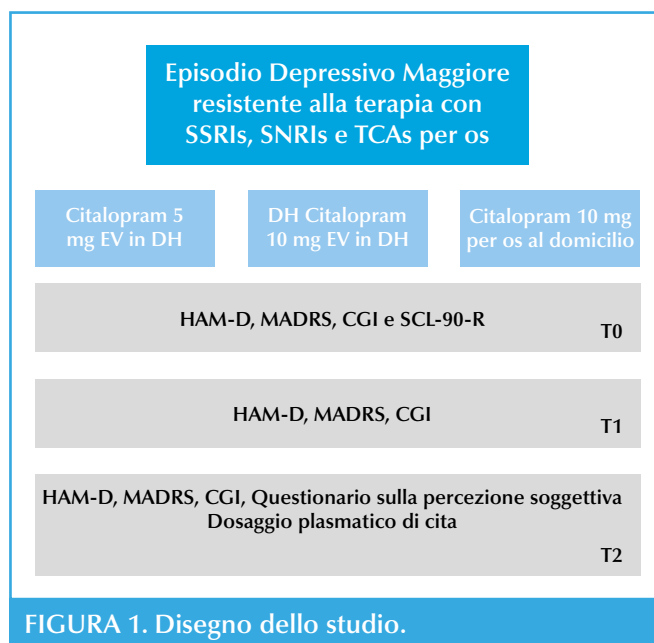 Episodio Depressivo Maggiore
resistente alla terapia con
SSRIs, SNRIs e TCAs per os
Citalopram 5
mg EV in DH
DH Citalopram
10 mg EV in DH
Citalopram 10 mg
per os al domicilio
HAM-D, MADRS, CGI e SCL-90-R
T0
HAM-D, MADRS, CGI
T1
HAM-D, MADRS, CGI, Questionario sulla percezione soggettiva
Dosaggio plasmatico di cita
T2
FIGURA 1. Disegno dello studio.